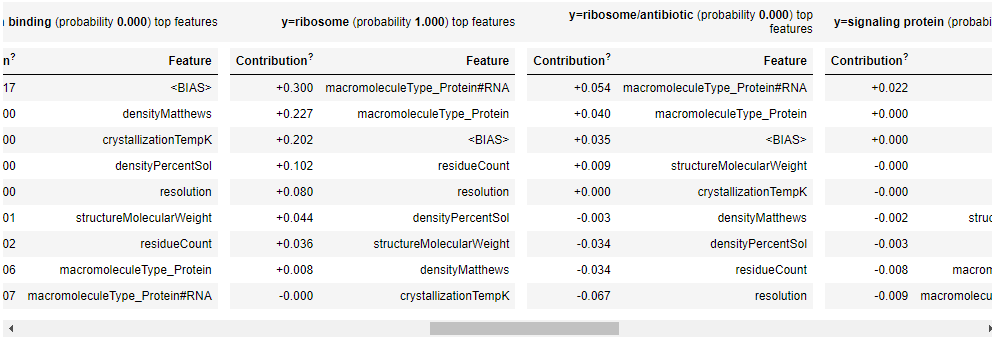 binding (probability 0.000) top features
n? Feature
17 <BIAS>
00 densityMatthews
00 crystallizationTempK
00 densityPercentSol
00 resolution
01 structureMolecularWeight
02 residueCount
06 macromoleculeType_Protein
07 macromoleculeType_Protein#RNA
y=ribosome (probability 1.000) top features
Contribution? Feature
+0.300 macromoleculeType_Protein#RNA
+0.227 macromoleculeType_Protein
+0.202 <BIAS>
+0.102 residueCount
+0.080 resolution
+0.044 densityPercentSol
+0.036 structureMolecularWeight
+0.008 densityMatthews
-0.000 crystallizationTempK
y=ribosome/antibiotic (probability 0.000) top
features
Contribution? Feature
+0.054 macromoleculeType_Protein#RNA
+0.040 macromoleculeType_Protein
+0.035 <BIAS>
+0.009 structureMolecularWeight
+0.000 crystallizationTempK
-0.003 densityMatthews
-0.034 densityPercentSol
-0.034 residueCount
-0.067 resolution
y=signaling protein (probabi
Contribution?
+0.022
+0.000
+0.000
-0.000
-0.000
-0.002 struc
-0.003
-0.008 macrom
-0.009 macromolecu